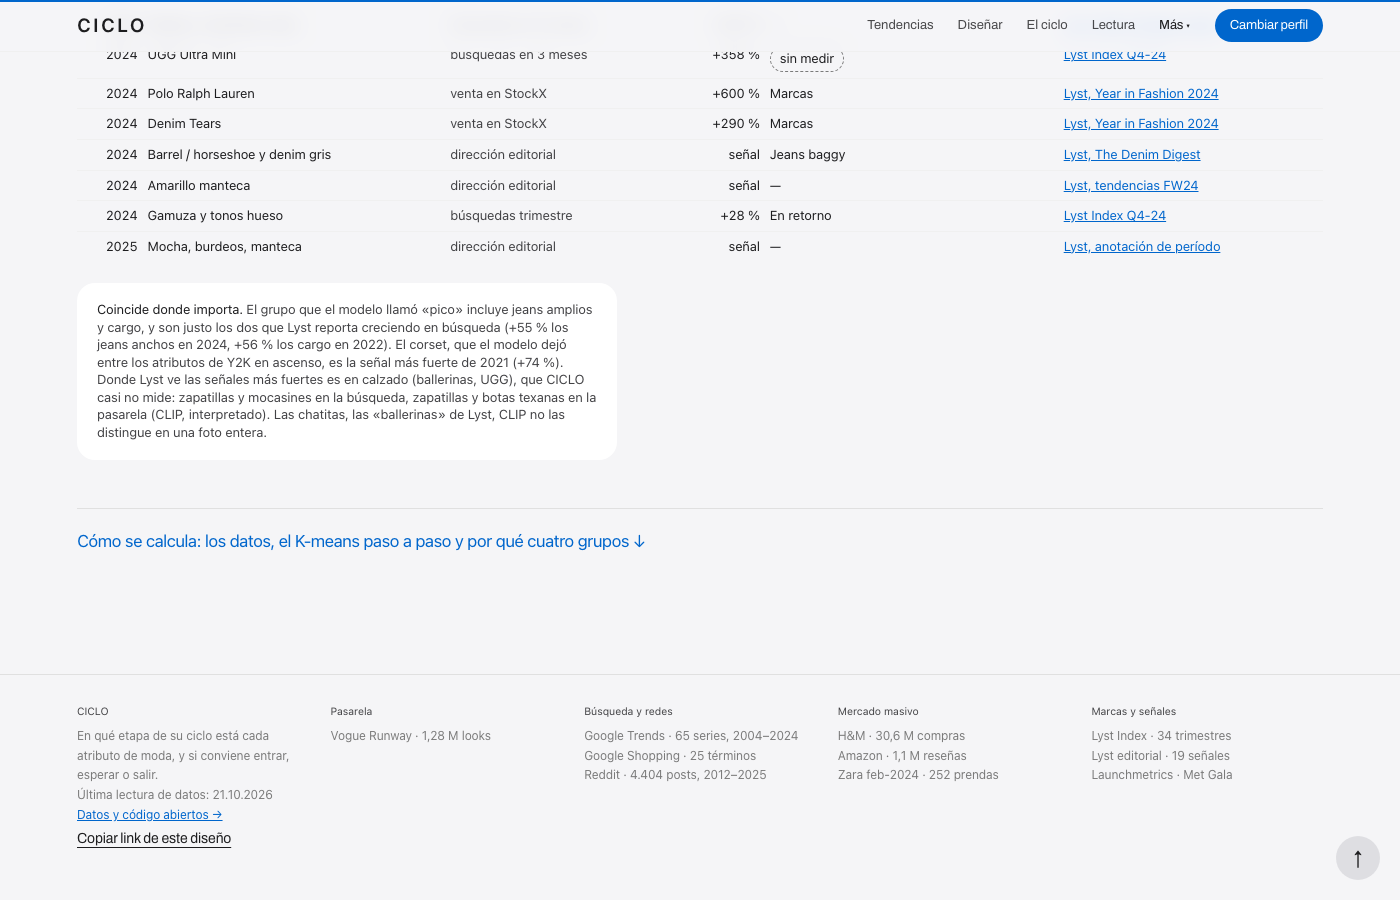 CICLO
Tendencias Diseñar El ciclo Lectura Más · Cambiar perfil
2024 UGG Ultra Mini búsquedas en 3 meses +358 % sin medir Lyst Index Q4-24
2024 Polo Ralph Lauren venta en StockX +600 % Marcas Lyst, Year in Fashion 2024
2024 Denim Tears venta en StockX +290 % Marcas Lyst, Year in Fashion 2024
2024 Barrel / horseshoe y denim gris dirección editorial señal Jeans baggy Lyst, The Denim Digest
2024 Amarillo manteca dirección editorial señal — Lyst, tendencias FW24
2024 Gamuza y tonos hueso búsquedas trimestre +28 % En retorno Lyst Index Q4-24
2025 Mocha, burdeos, manteca dirección editorial señal — Lyst, anotación de período
Coincide donde importa. El grupo que el modelo llamó «pico» incluye jeans amplios
y cargo, y son justo los dos que Lyst reporta creciendo en búsqueda (+55 % los
jeans anchos en 2024, +56 % los cargo en 2022). El corset, que el modelo dejó
entre los atributos de Y2K en ascenso, es la señal más fuerte de 2021 (+74 %).
Donde Lyst ve las señales más fuertes es en calzado (ballerinas, UGG), que CICLO
casi no mide: zapatillas y mocasines en la búsqueda, zapatillas y botas texanas en la
pasarela (CLIP, interpretado). Las chatitas, las «ballerinas» de Lyst, CLIP no las
distingue en una foto entera.
Cómo se calcula: los datos, el K-means paso a paso y por qué cuatro grupos ↓
CICLO
En qué etapa de su ciclo está cada
atributo de moda, y si conviene entrar,
esperar o salir.
Última lectura de datos: 21.10.2026
Datos y código abiertos →
Copiar link de este diseño
Pasarela
Vogue Runway · 1,28 M looks
Búsqueda y redes
Google Trends · 65 series, 2004–2024
Google Shopping · 25 términos
Reddit · 4.404 posts, 2012–2025
Mercado masivo
H&M · 30,6 M compras
Amazon · 1,1 M reseñas
Zara feb-2024 · 252 prendas
Marcas y señales
Lyst Index · 34 trimestres
Lyst editorial · 19 señales
Launchmetrics · Met Gala
↑